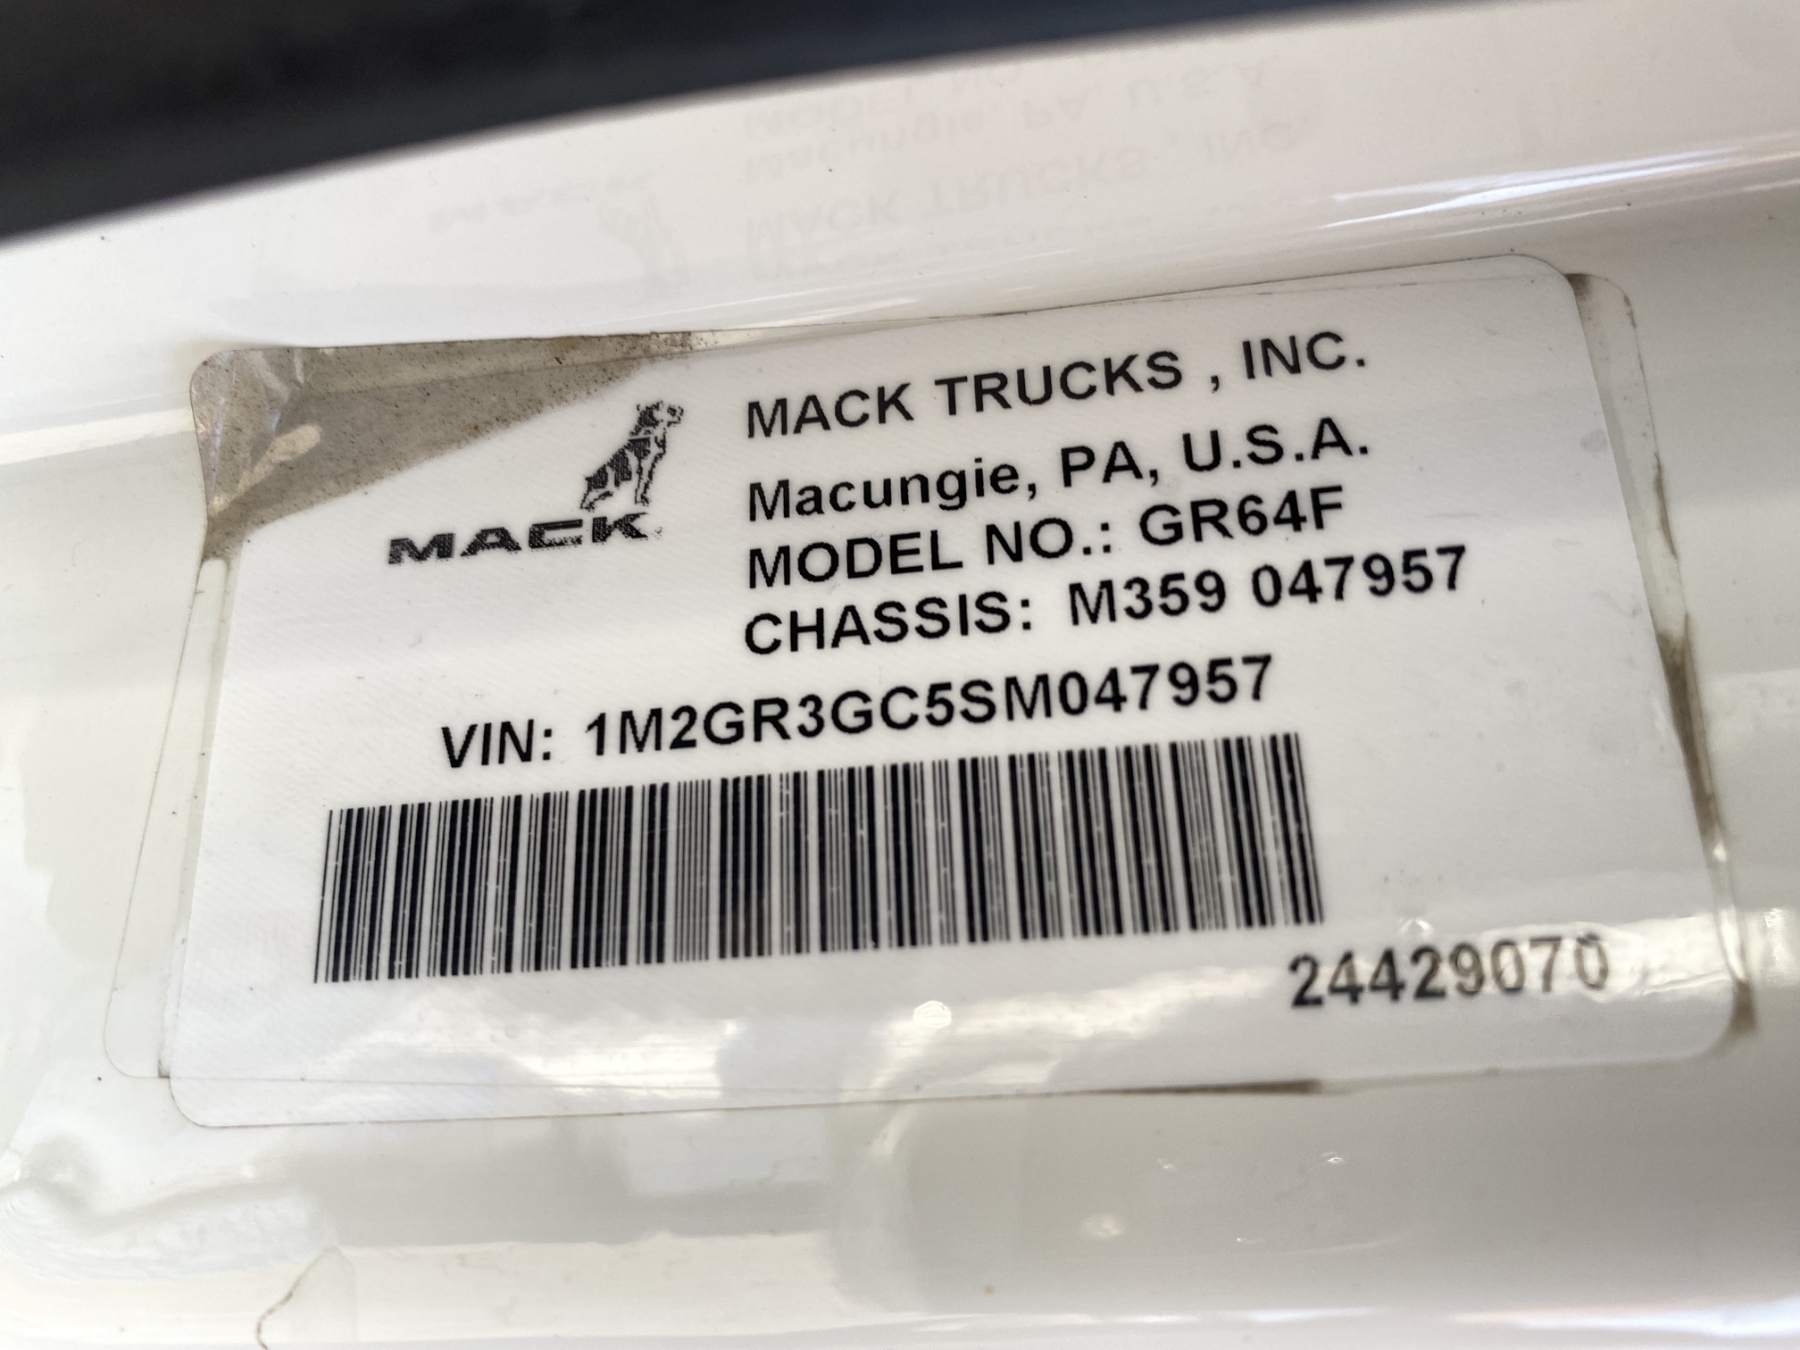 MACK
MACK TRUCKS , INC.
Macungie, PA, U.S.A.
MODEL NO.: GR64F
CHASSIS: M359 047957
VIN: 1M2GR3GC5SM047957
24429070